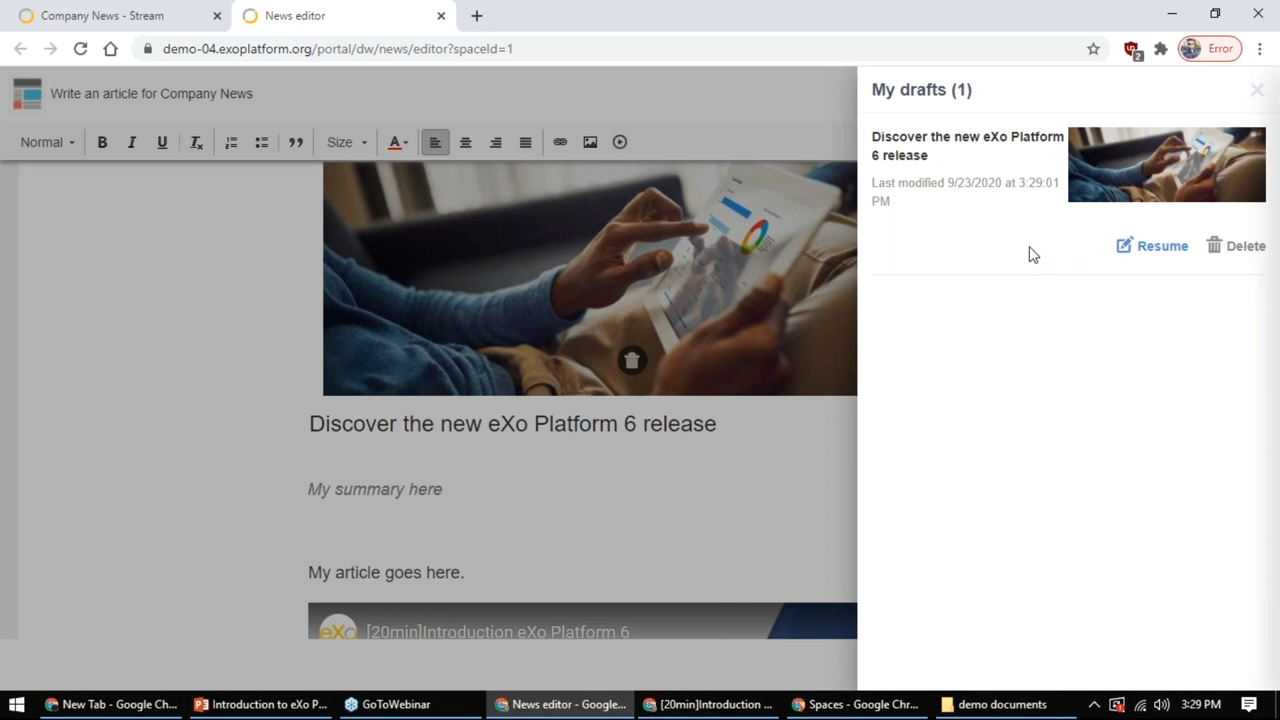 Company News - Stream
News editor
demo-04.exoplatform.org/portal/dw/news/editor?spaceId=1
2
Error
Write an article for Company News
My drafts (1)
Normal
B I U Tx
Size
A
Discover the new eXo Platform
6 release
Last modified 9/23/2020 at 3:29:01
PM
Resume
Delete
Discover the new eXo Platform 6 release
My summary here
My article goes here.
eXo
[20min]Introduction eXo Platform 6
New Tab - Google Ch...
Introduction to eXo P...
GoToWebinar
News editor - Google...
[20min]Introduction ...
Spaces - Google Chr...
demo documents
3:29 PM